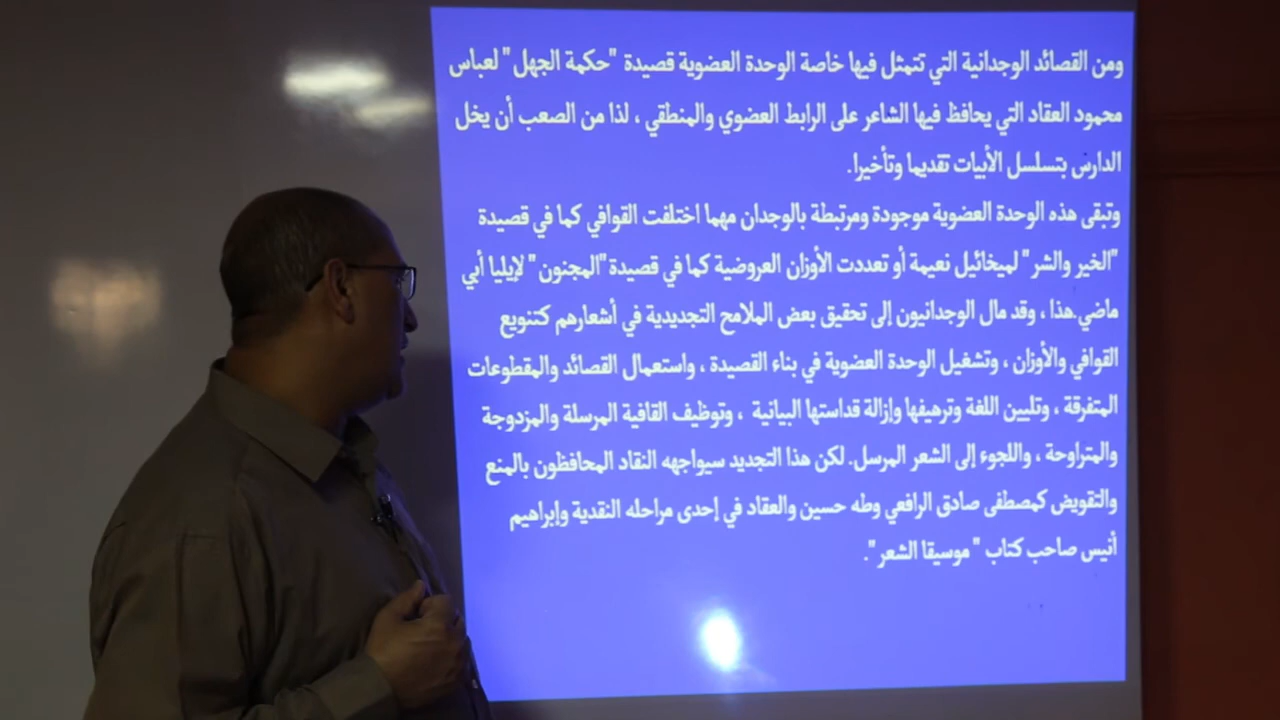 ومن القصائد الوجدانية التي تتمثل فيها خاصة الوحدة العضوية قصيدة "حكمة الجهل" لعباس
محمود العقاد التي يحافظ فيها الشاعر على الرابط العضوي والمنطقي ، لذا من الصعب أن يخل
الدارس بتسلسل الأبيات تقديما وتأخيرا.
وتبقى هذه الوحدة العضوية موجودة ومرتبطة بالوجدان مهما اختلفت القوافي كما في قصيدة
"الخير والشر" لميخائيل نعيمة أو تعددت الأوزان العروضية كما في قصيدة "المجنون" لإيليا أبي
ماضي.هذا ، وقد مال الوجدانيون إلى تحقيق بعض الملامح التجديدية في أشعارهم كتنويع
القوافي والأوزان ، وتشغيل الوحدة العضوية في بناء القصيدة ، واستعمال القصائد والمقطوعات
المتفرقة ، وتليين اللغة وترهيفها وإزالة قداستها البيانية ، وتوظيف القافية المرسلة والمزدوجة
والمتراوحة ، واللجوء إلى الشعر المرسل. لكن هذا التجديد سيواجهه النقاد المحافظون بالمنع
والتقويض كمصطفى صادق الرافعي وطه حسين والعقاد في إحدى مراحله النقدية وإبراهيم
أنيس صاحب كتاب " موسيقا الشعر ".